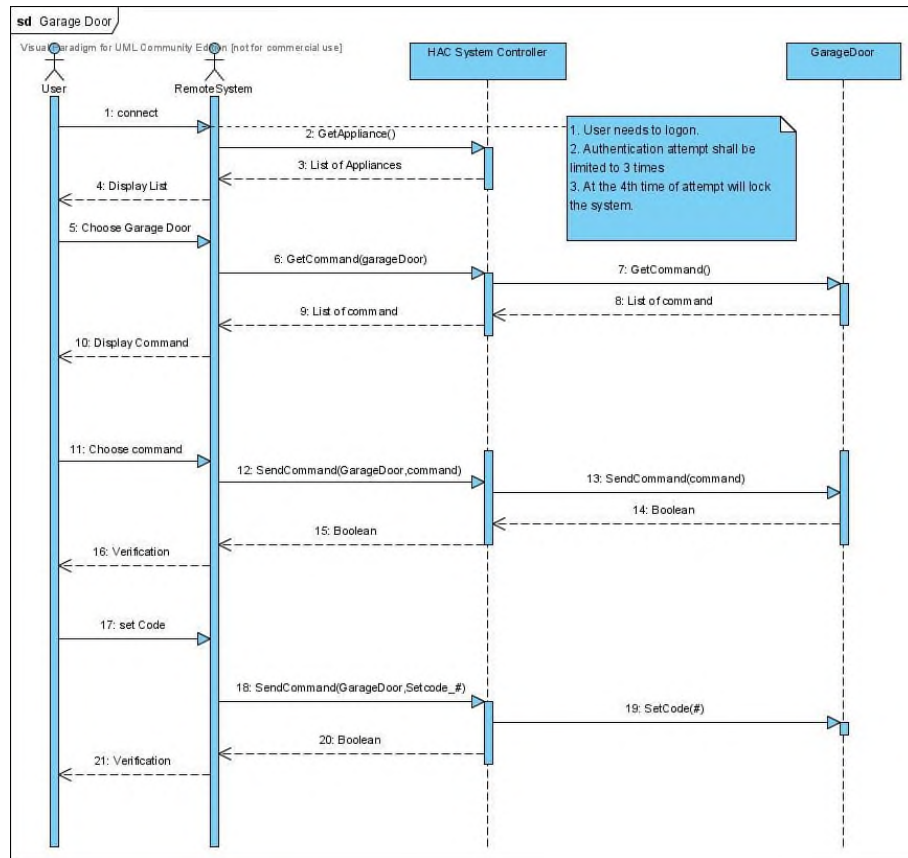 sd Garage Door
Visual Paradigm for UML Community Edition [not for commercial use]
User
RemoteSystem
HAC System Controller
GarageDoor
1: connect
1. User needs to logon.
2. Authentication attempt shall be
limited to 3 times
3. At the 4th time of attempt will lock
the system.
2: GetAppliance()
3: List of Appliances
4: Display List
5: Choose Garage Door
6: GetCommand(garageDoor)
7: GetCommand()
8: List of command
9: List of command
10: Display Command
11: Choose command
12: SendCommand(GarageDoor,command)
13: SendCommand(command)
14: Boolean
15: Boolean
16: Verification
17: set Code
18: SendCommand(GarageDoor,Setcode_#)
19: SetCode(#)
20: Boolean
21: Verification